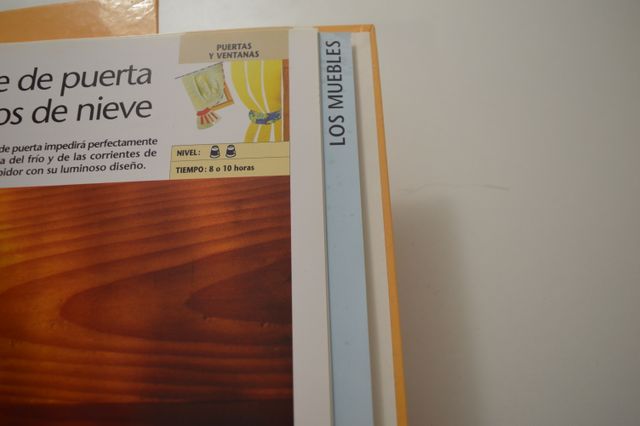 PUERTAS
Y VENTANAS
e de puerta
os de nieve
de puerta impedirá perfectamente
a del frío y de las corrientes de
bidor con su luminoso diseño.
NIVEL:
TIEMPO: 8 o 10 horas
LOS MUEBLES